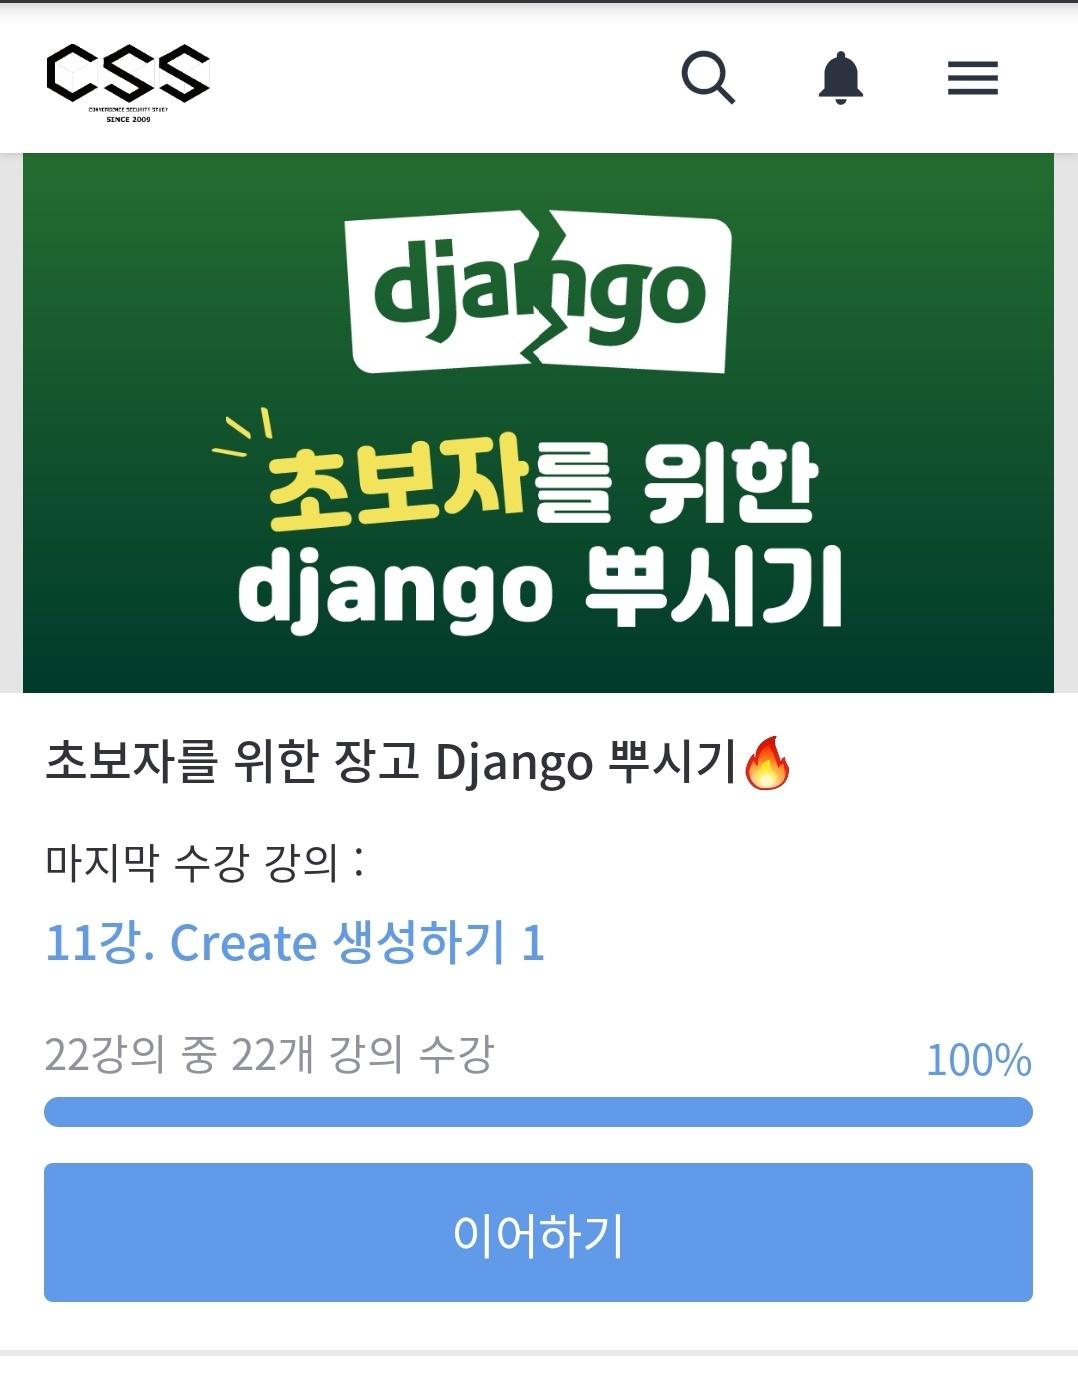 CSS
CONVERGENCE SECURITY STUDY
SINCE 2009
django
초보자를 위한
django 뿌시기
초보자를 위한 장고 Django 뿌시기🔥
마지막 수강 강의 :
11강. Create 생성하기 1
22강의 중 22개 강의 수강
100%
이어하기